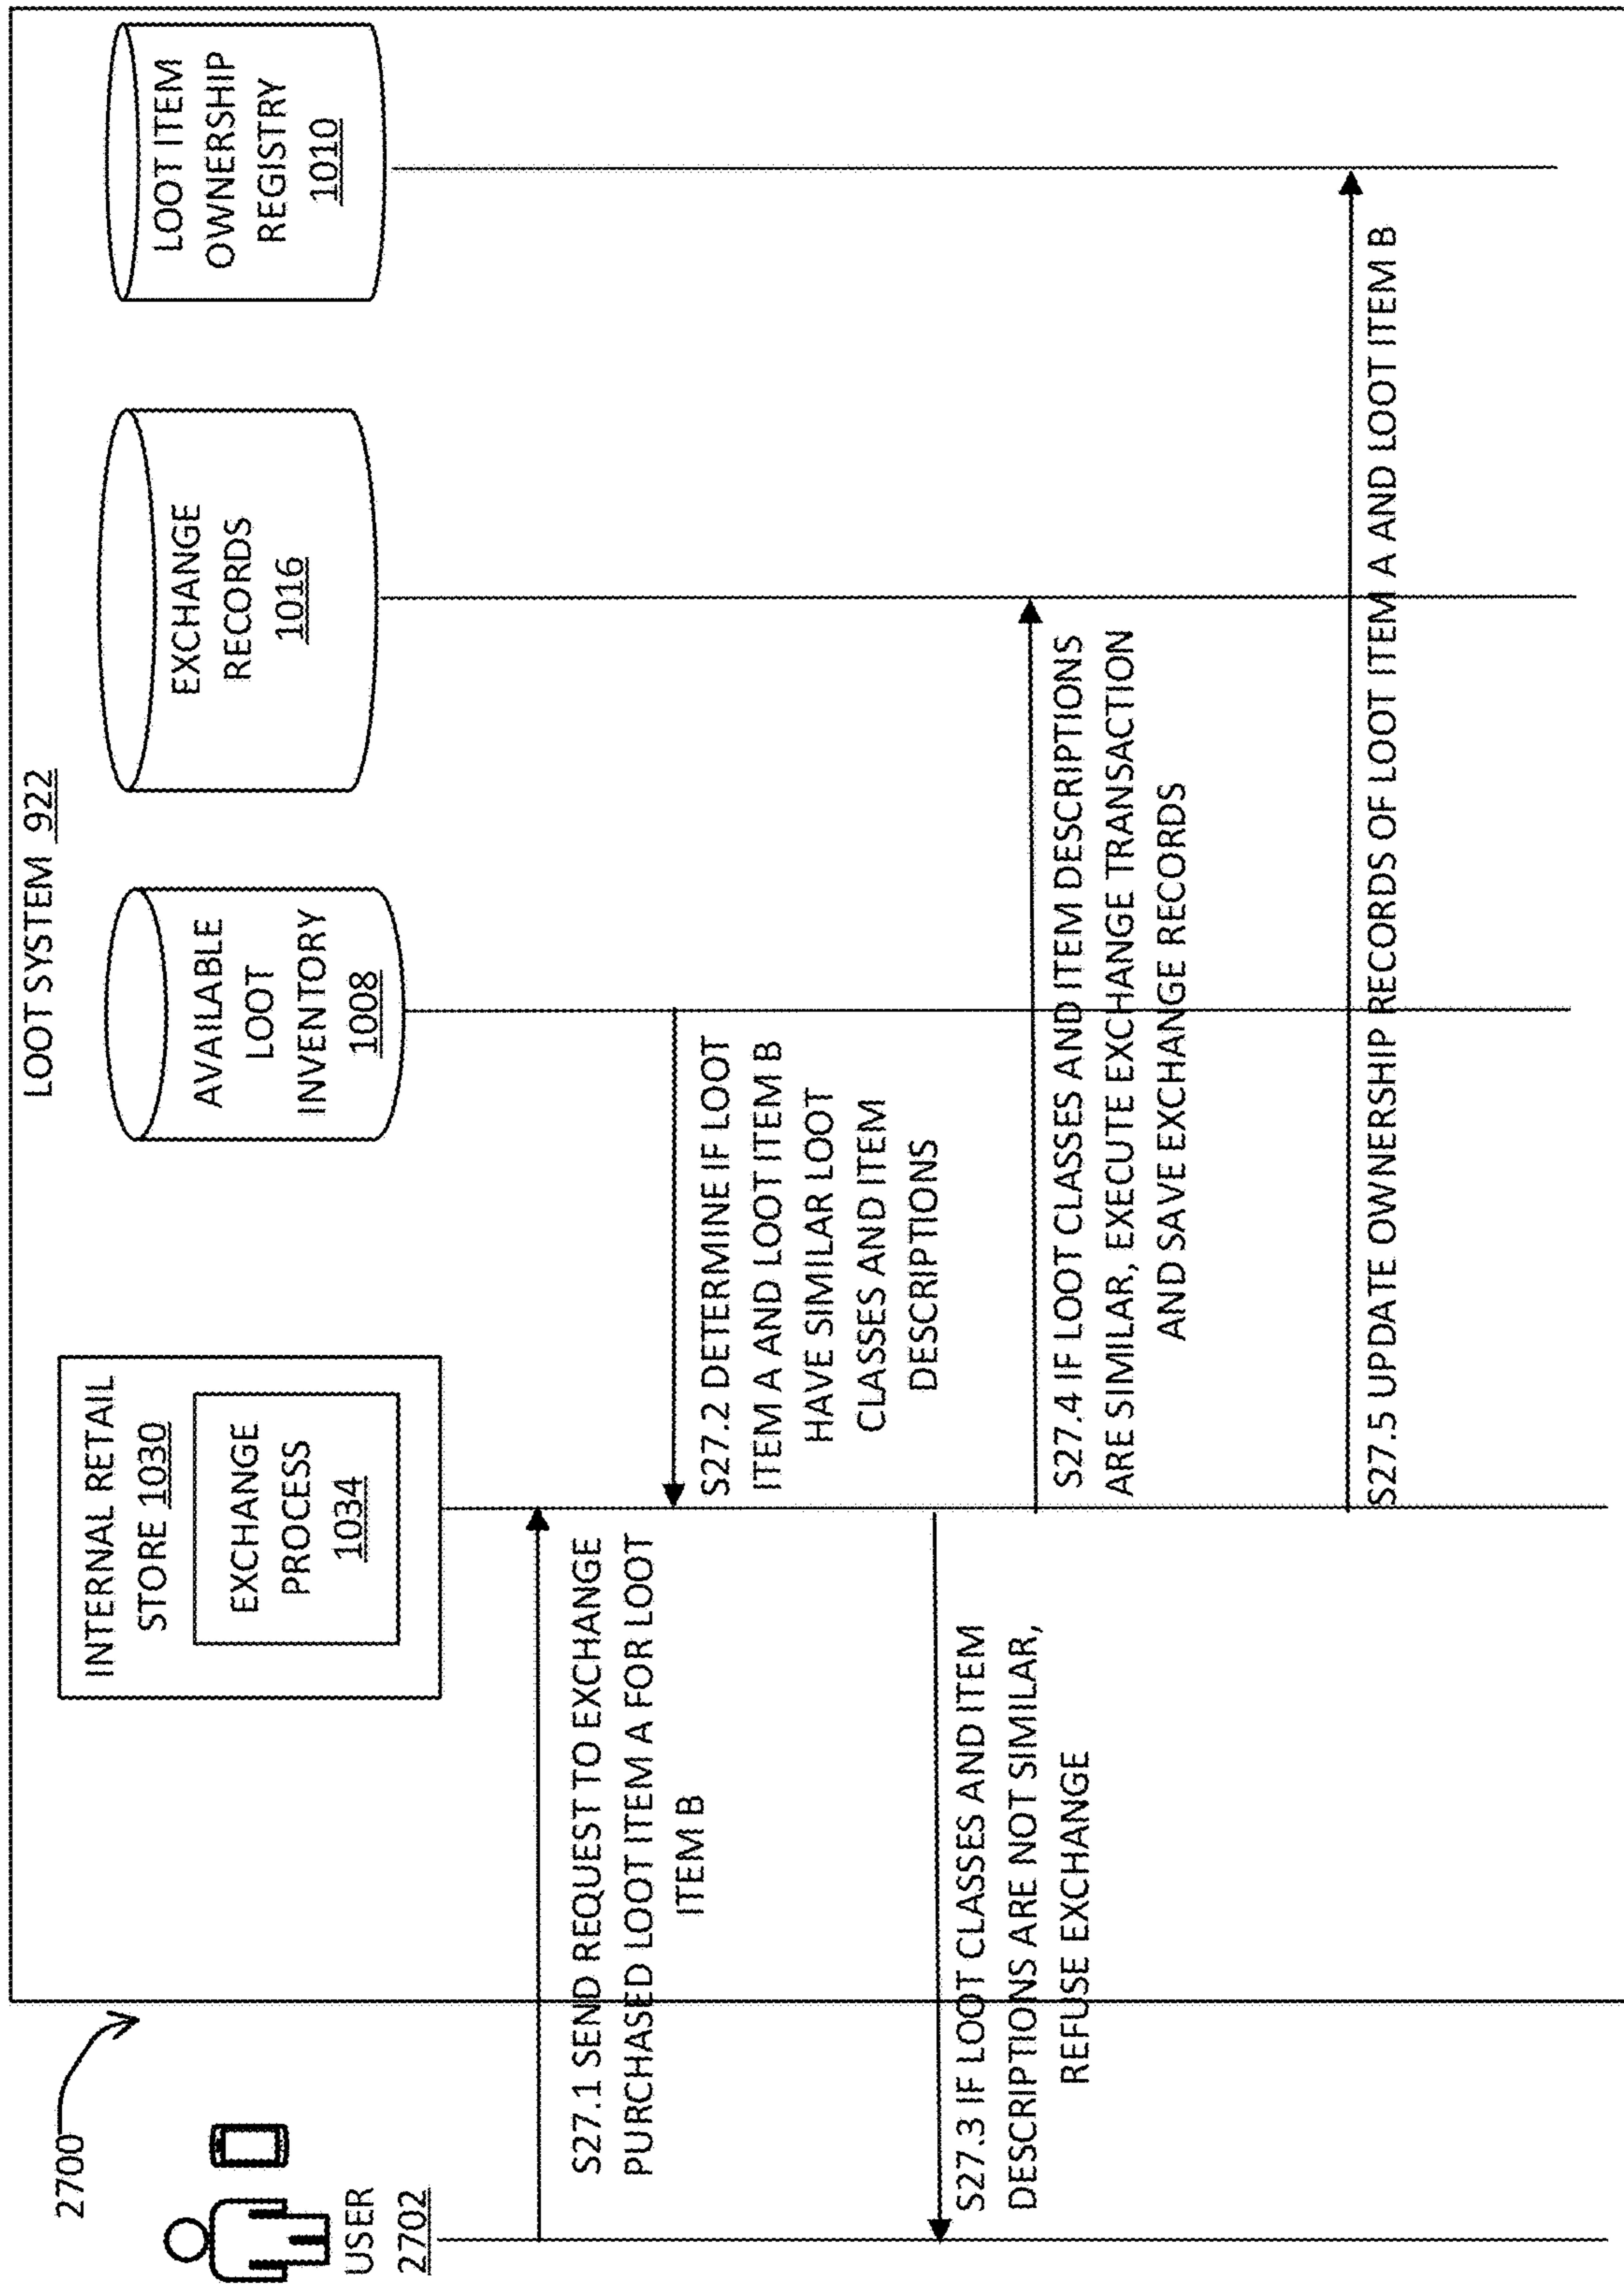 2700
LOOT SYSTEM 922
USER
2702
INTERNAL RETAIL
STORE 1030
EXCHANGE
PROCESS
1034
AVAILABLE
LOOT
INVENTORY
1008
EXCHANGE
RECORDS
1016
LOOT ITEM
OWNERSHIP
REGISTRY
1010
S27.1 SEND REQUEST TO EXCHANGE
PURCHASED LOOT ITEM A FOR LOOT
ITEM B
S27.2 DETERMINE IF LOOT
ITEM A AND LOOT ITEM B
HAVE SIMILAR LOOT
CLASSES AND ITEM
DESCRIPTIONS
S27.3 IF LOOT CLASSES AND ITEM
DESCRIPTIONS ARE NOT SIMILAR,
REFUSE EXCHANGE
S27.4 IF LOOT CLASSES AND ITEM DESCRIPTIONS
ARE SIMILAR, EXECUTE EXCHANGE TRANSACTION
AND SAVE EXCHANGE RECORDS
S27.5 UPDATE OWNERSHIP RECORDS OF LOOT ITEM A AND LOOT ITEM B